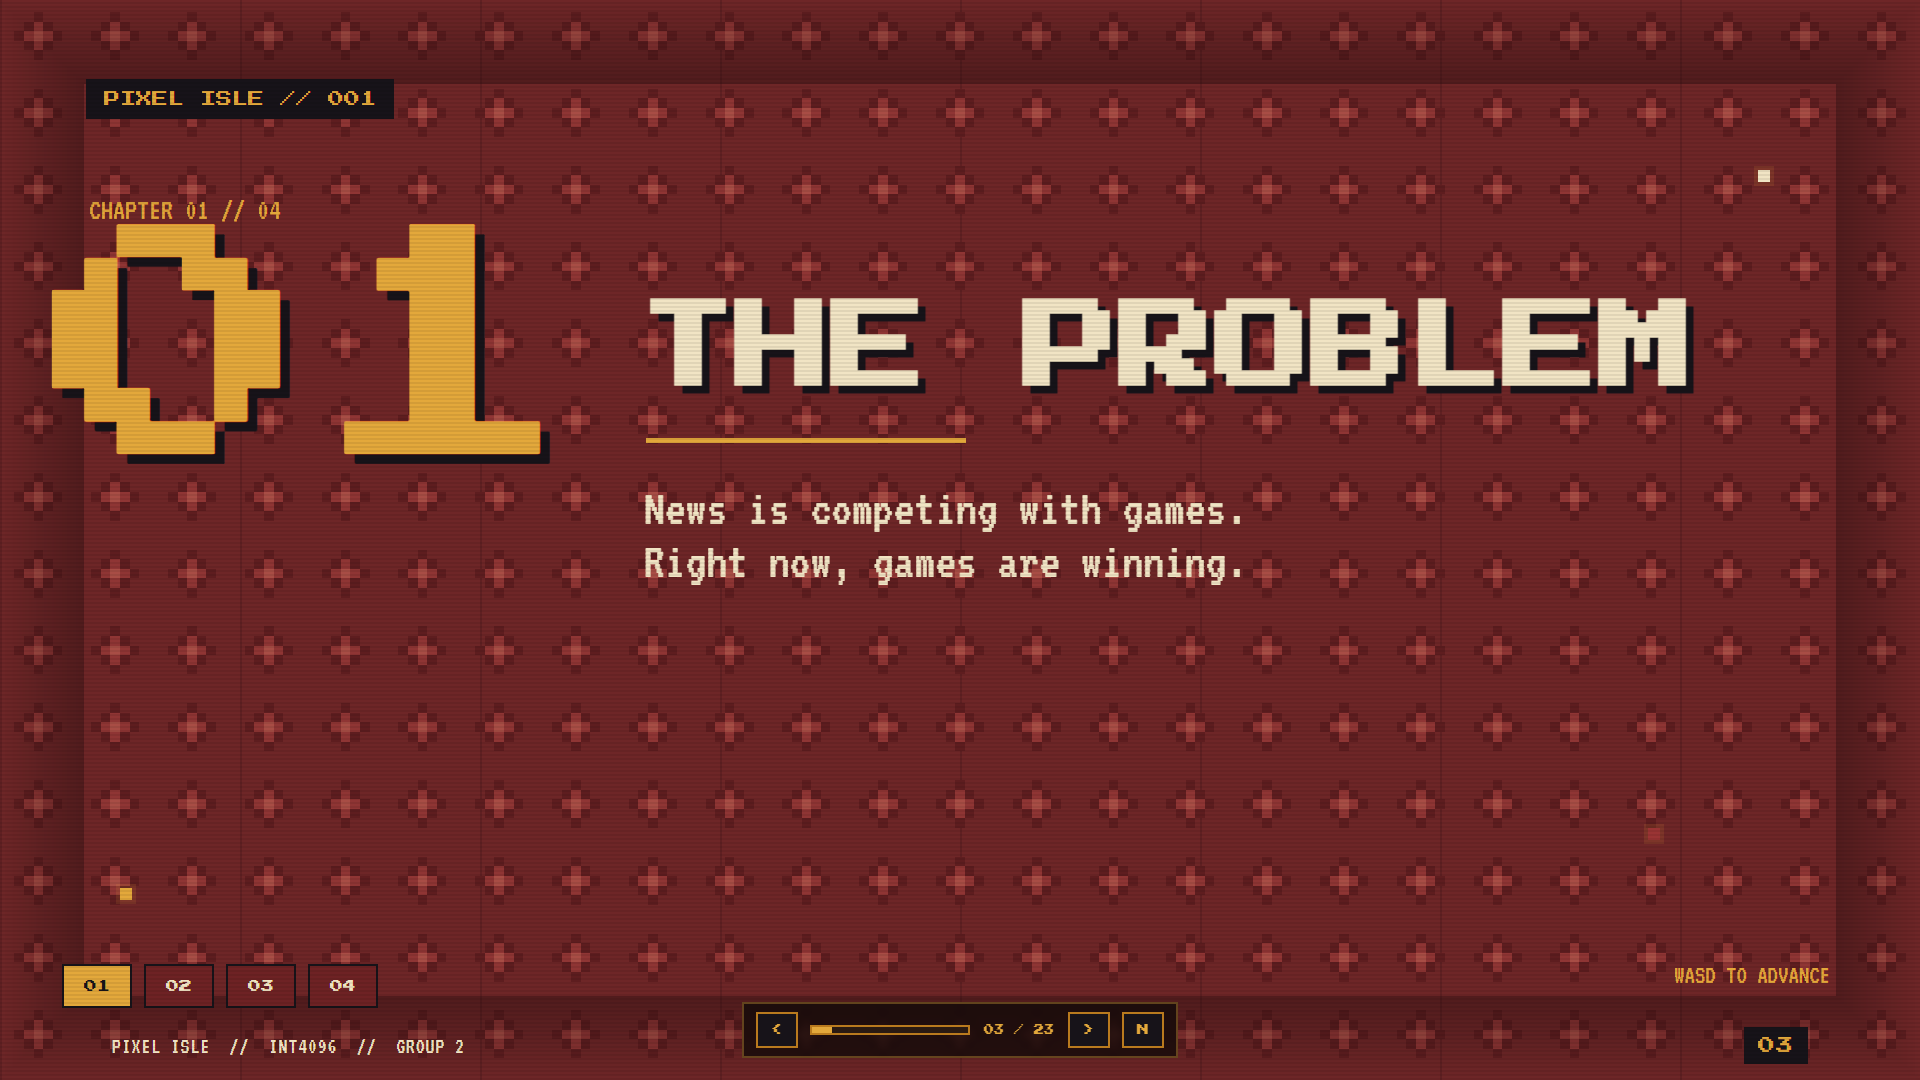 PIXEL ISLE // 001
CHAPTER 01 // 04
01
THE PROBLEM
News is competing with games.
Right now, games are winning.
01 02 03 04
WASD TO ADVANCE
PIXEL ISLE // INT4096 // GROUP 2
< 03 / 23 > N
03